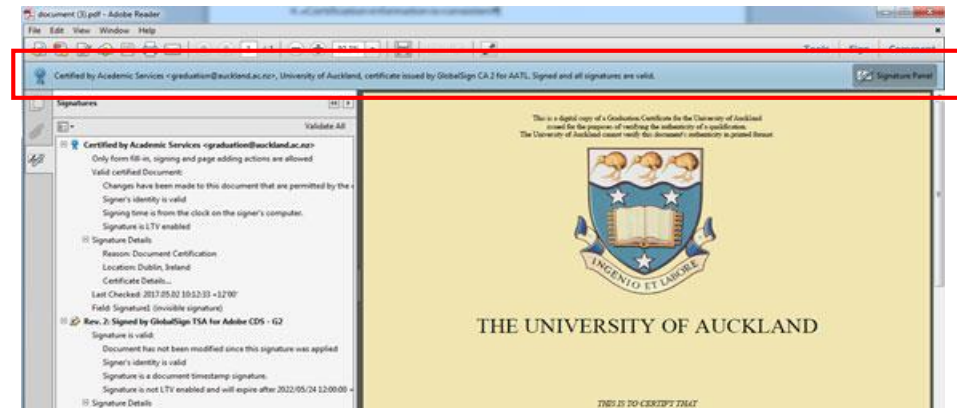 document (3).pdf - Adobe Reader
File Edit View Window Help
Tools Sign Comment
Certified by Academic Services <graduation@auckland.ac.nz>, University of Auckland, certificate issued by GlobalSign CA 2 for AATL. Signed and all signatures are valid.
Signature Panel
Signatures
Validate All
Certified by Academic Services <graduation@auckland.ac.nz>
Only form fill-in, signing and page adding actions are allowed
Valid certified Document:
Changes have been made to this document that are permitted by the
Signer's identity is valid
Signing time is from the clock on the signer's computer.
Signature is LTV enabled
Signature Details
Reason: Document Certification
Location: Dublin, Ireland
Certificate Details...
Last Checked: 2017.05.02 10:12:33 +12'00'
Field: Signature1 (invisible signature)
Rev. 2: Signed by GlobalSign TSA for Adobe CDS - G2
Signature is valid:
Document has not been modified since this signature was applied
Signer's identity is valid
Signature is a document timestamp signature.
Signature is not LTV enabled and will expire after 2022/05/24 12:00:00 +
Signature Details
This is a digital copy of a Graduation Certificate for the University of Auckland
issued for the purposes of verifying the authenticity of a qualification.
The University of Auckland cannot verify this document's authenticity in printed format
INGENIO ET LABORE
THE UNIVERSITY OF AUCKLAND
THIS IS TO CERTIFY THAT